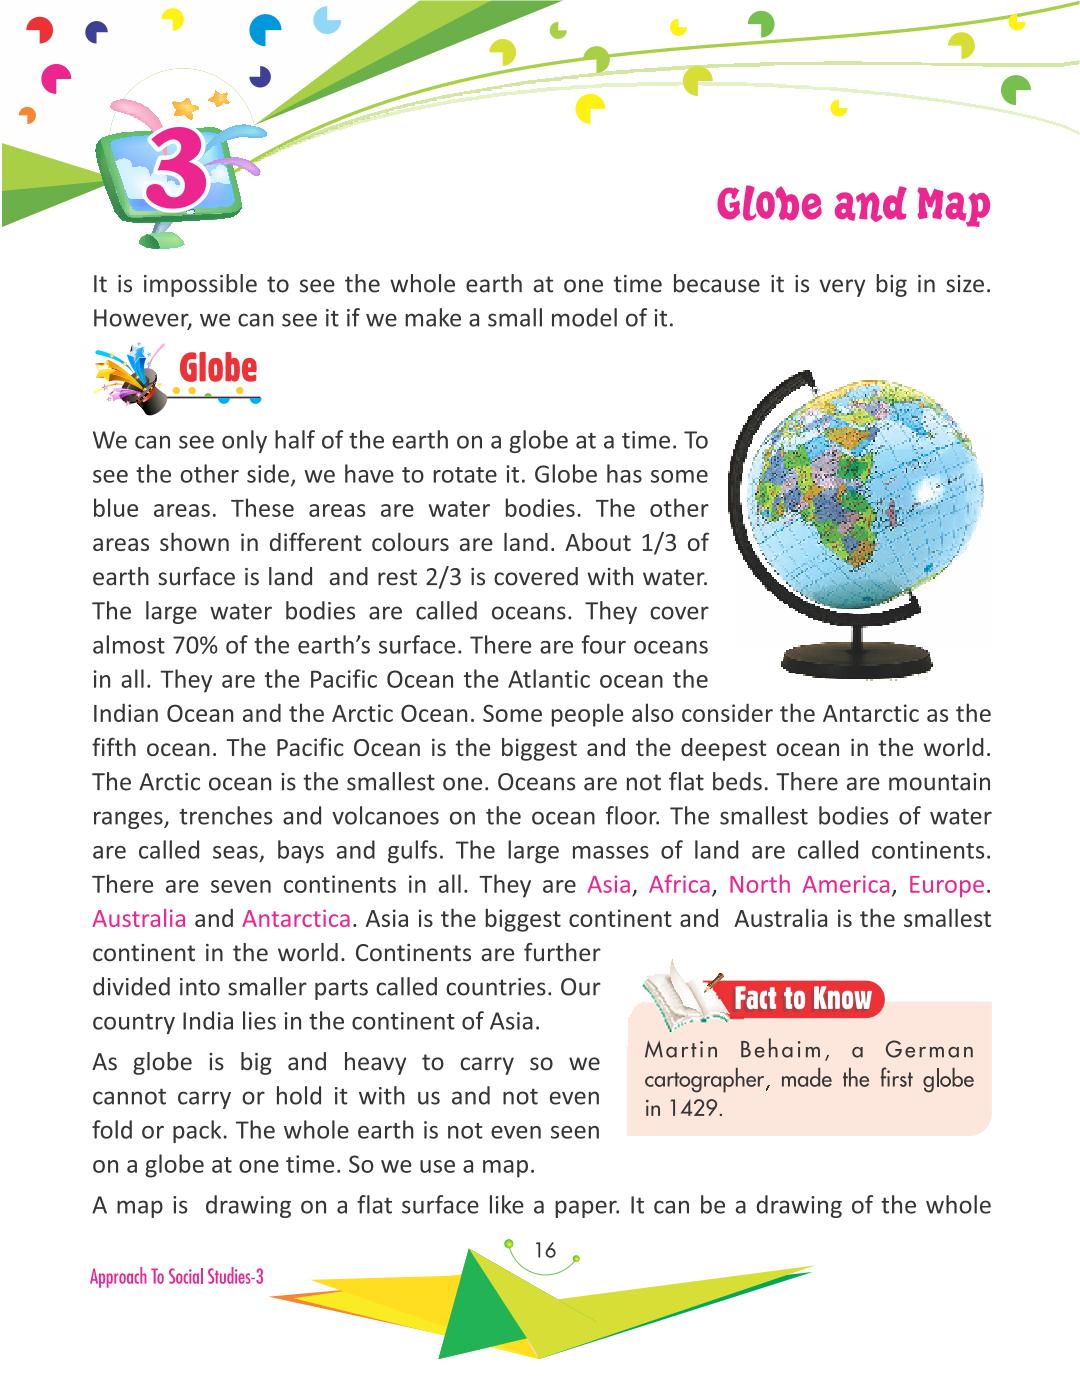 3
Globe and Map
It is impossible to see the whole earth at one time because it is very big in size.
However, we can see it if we make a small model of it.
Globe
We can see only half of the earth on a globe at a time. To
see the other side, we have to rotate it. Globe has some
blue areas. These areas are water bodies. The other
areas shown in different colours are land. About 1/3 of
earth surface is land and rest 2/3 is covered with water.
The large water bodies are called oceans. They cover
almost 70% of the earth's surface. There are four oceans
in all. They are the Pacific Ocean the Atlantic ocean the
Indian Ocean and the Arctic Ocean. Some people also consider the Antarctic as the
fifth ocean. The Pacific Ocean is the biggest and the deepest ocean in the world.
The Arctic ocean is the smallest one. Oceans are not flat beds. There are mountain
ranges, trenches and volcanoes on the ocean floor. The smallest bodies of water
are called seas, bays and gulfs. The large masses of land are called continents.
There are seven continents in all. They are Asia, Africa, North America, Europe.
Australia and Antarctica. Asia is the biggest continent and Australia is the smallest
continent in the world. Continents are further
divided into smaller parts called countries. Our
country India lies in the continent of Asia.
As globe is big and heavy to carry so we
cannot carry or hold it with us and not even
fold or pack. The whole earth is not even seen
on a globe at one time. So we use a map.
Fact to Know
Martin Behaim, a German
cartographer, made the first globe
in 1429.
A map is drawing on a flat surface like a paper. It can be a drawing of the whole
16
Approach To Social Studies-3